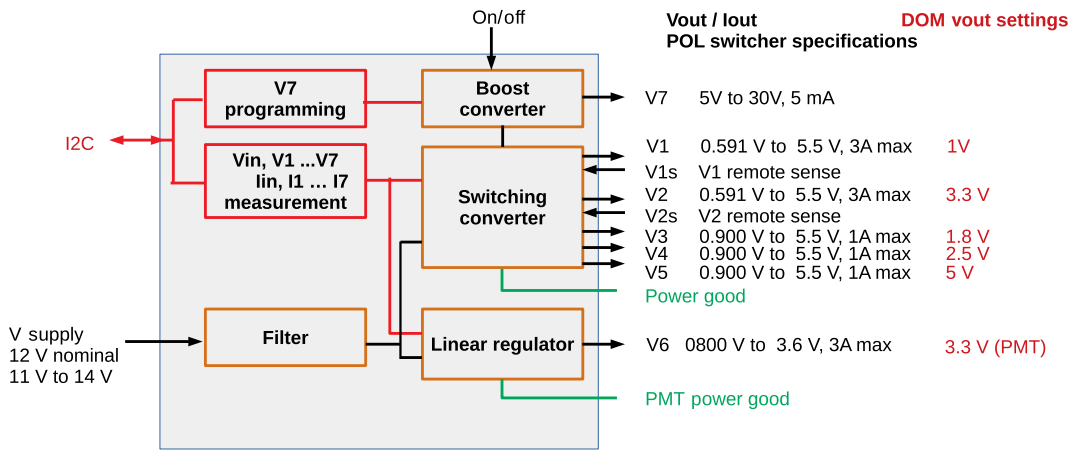 On/off
Vout / Iout
DOM vout settings
POL switcher specifications
V7
programming
Boost
converter
V7 5V to 30V, 5 mA
I2C
Vin, V1 ...V7
Iin, I1 … I7
measurement
Switching
converter
V1 0.591 V to 5.5 V, 3A max 1V
V1s V1 remote sense
V2 0.591 V to 5.5 V, 3A max 3.3 V
V2s V2 remote sense
V3 0.900 V to 5.5 V, 1A max 1.8 V
V4 0.900 V to 5.5 V, 1A max 2.5 V
V5 0.900 V to 5.5 V, 1A max 5 V
Power good
V supply
12 V nominal
11 V to 14 V
Filter
Linear regulator
V6 0800 V to 3.6 V, 3A max 3.3 V (PMT)
PMT power good